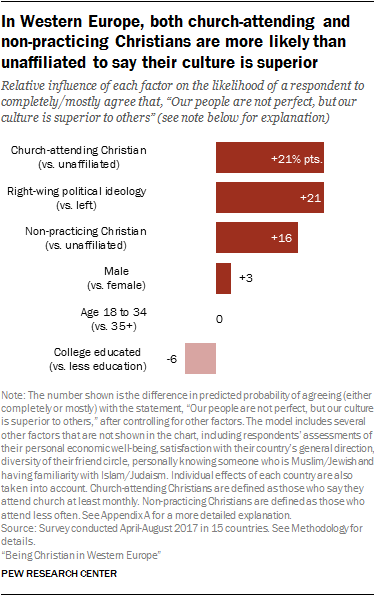 In Western Europe, both church-attending and
non-practicing Christians are more likely than
unaffiliated to say their culture is superior
Relative influence of each factor on the likelihood of a respondent to
completely/mostly agree that, “Our people are not perfect, but our
culture is superior to others” (see note below for explanation)
Church-attending Christian
(vs. unaffiliated)
+21% pts.
Right-wing political ideology
(vs. left)
+21
Non-practicing Christian
(vs. unaffiliated)
+16
Male
(vs. female)
+3
Age 18 to 34
(vs. 35+)
0
College educated
(vs. less education)
-6
Note: The number shown is the difference in predicted probability of agreeing (either
completely or mostly) with the statement, “Our people are not perfect, but our culture
is superior to others,” after controlling for other factors. The model includes several
other factors that are not shown in the chart, including respondents’ assessments of
their personal economic well-being, satisfaction with their country’s general direction,
diversity of their friend circle, personally knowing someone who is Muslim/Jewish and
having familiarity with Islam/Judaism. Individual effects of each country are also
taken into account. Church-attending Christians are defined as those who say they
attend church at least monthly. Non-practicing Christians are defined as those who
attend less often. See Appendix A for a more detailed explanation.
Source: Survey conducted April-August 2017 in 15 countries. See Methodology for
details.
“Being Christian in Western Europe”
PEW RESEARCH CENTER